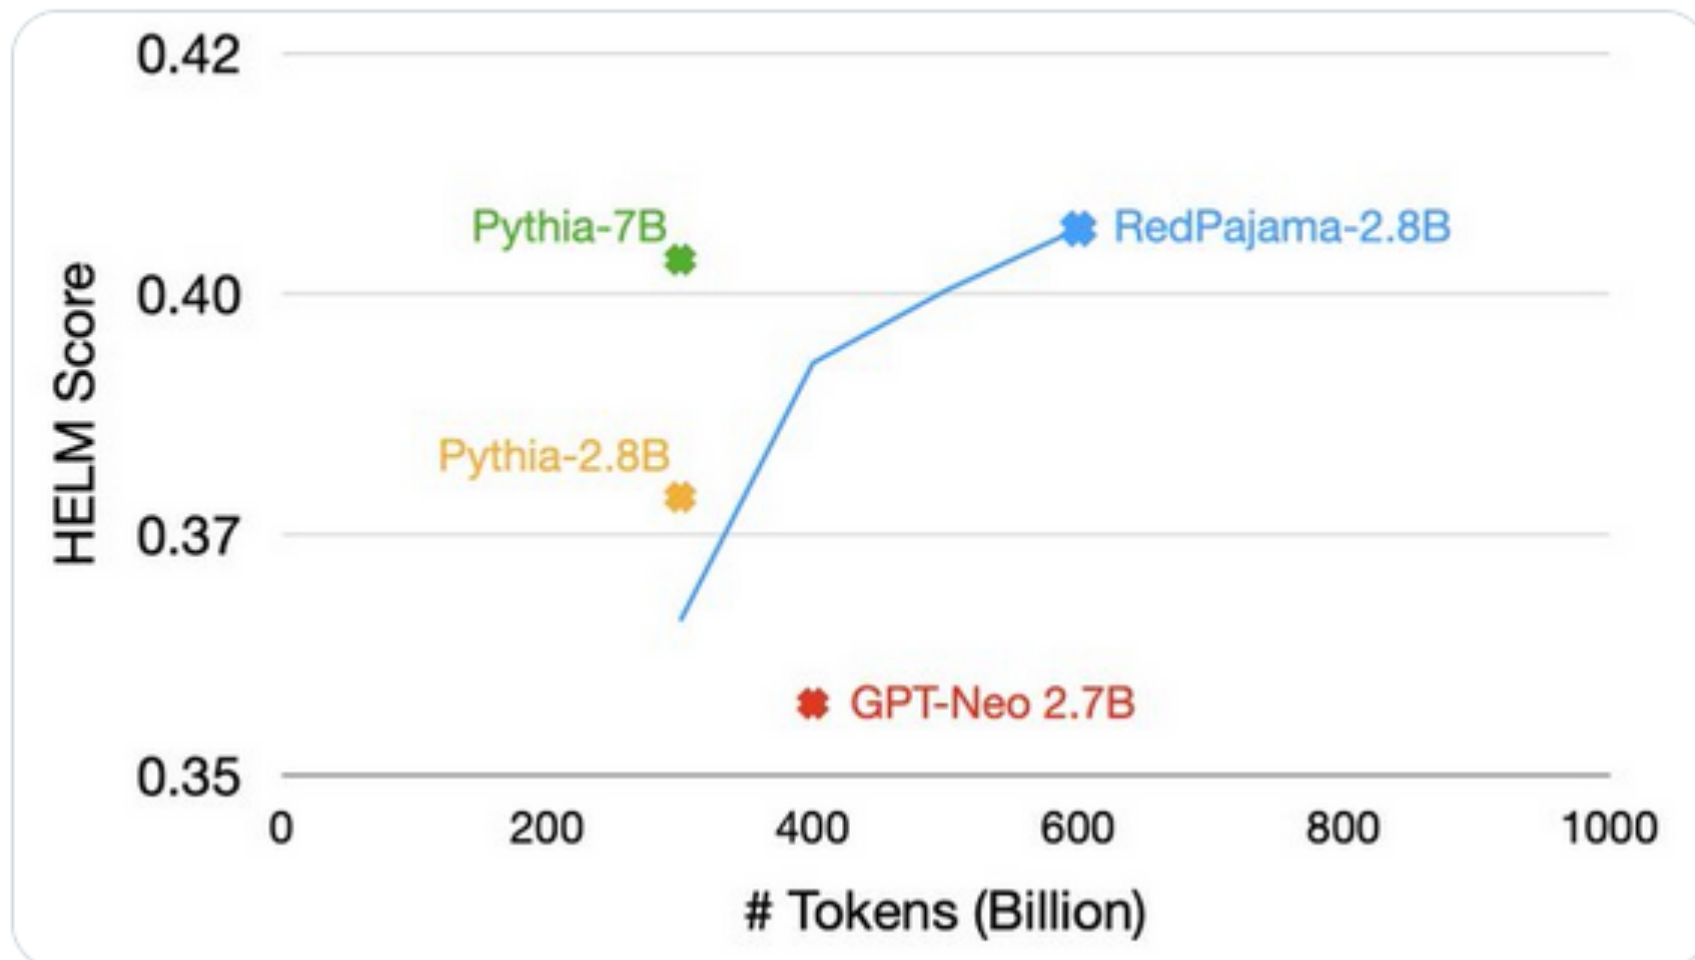 0.42
Pythia-7B
RedPajama-2.8B
0.40
HELM Score
Pythia-2.8B
0.37
GPT-Neo 2.7B
0.35
0 200 400 600 800 1000
# Tokens (Billion)